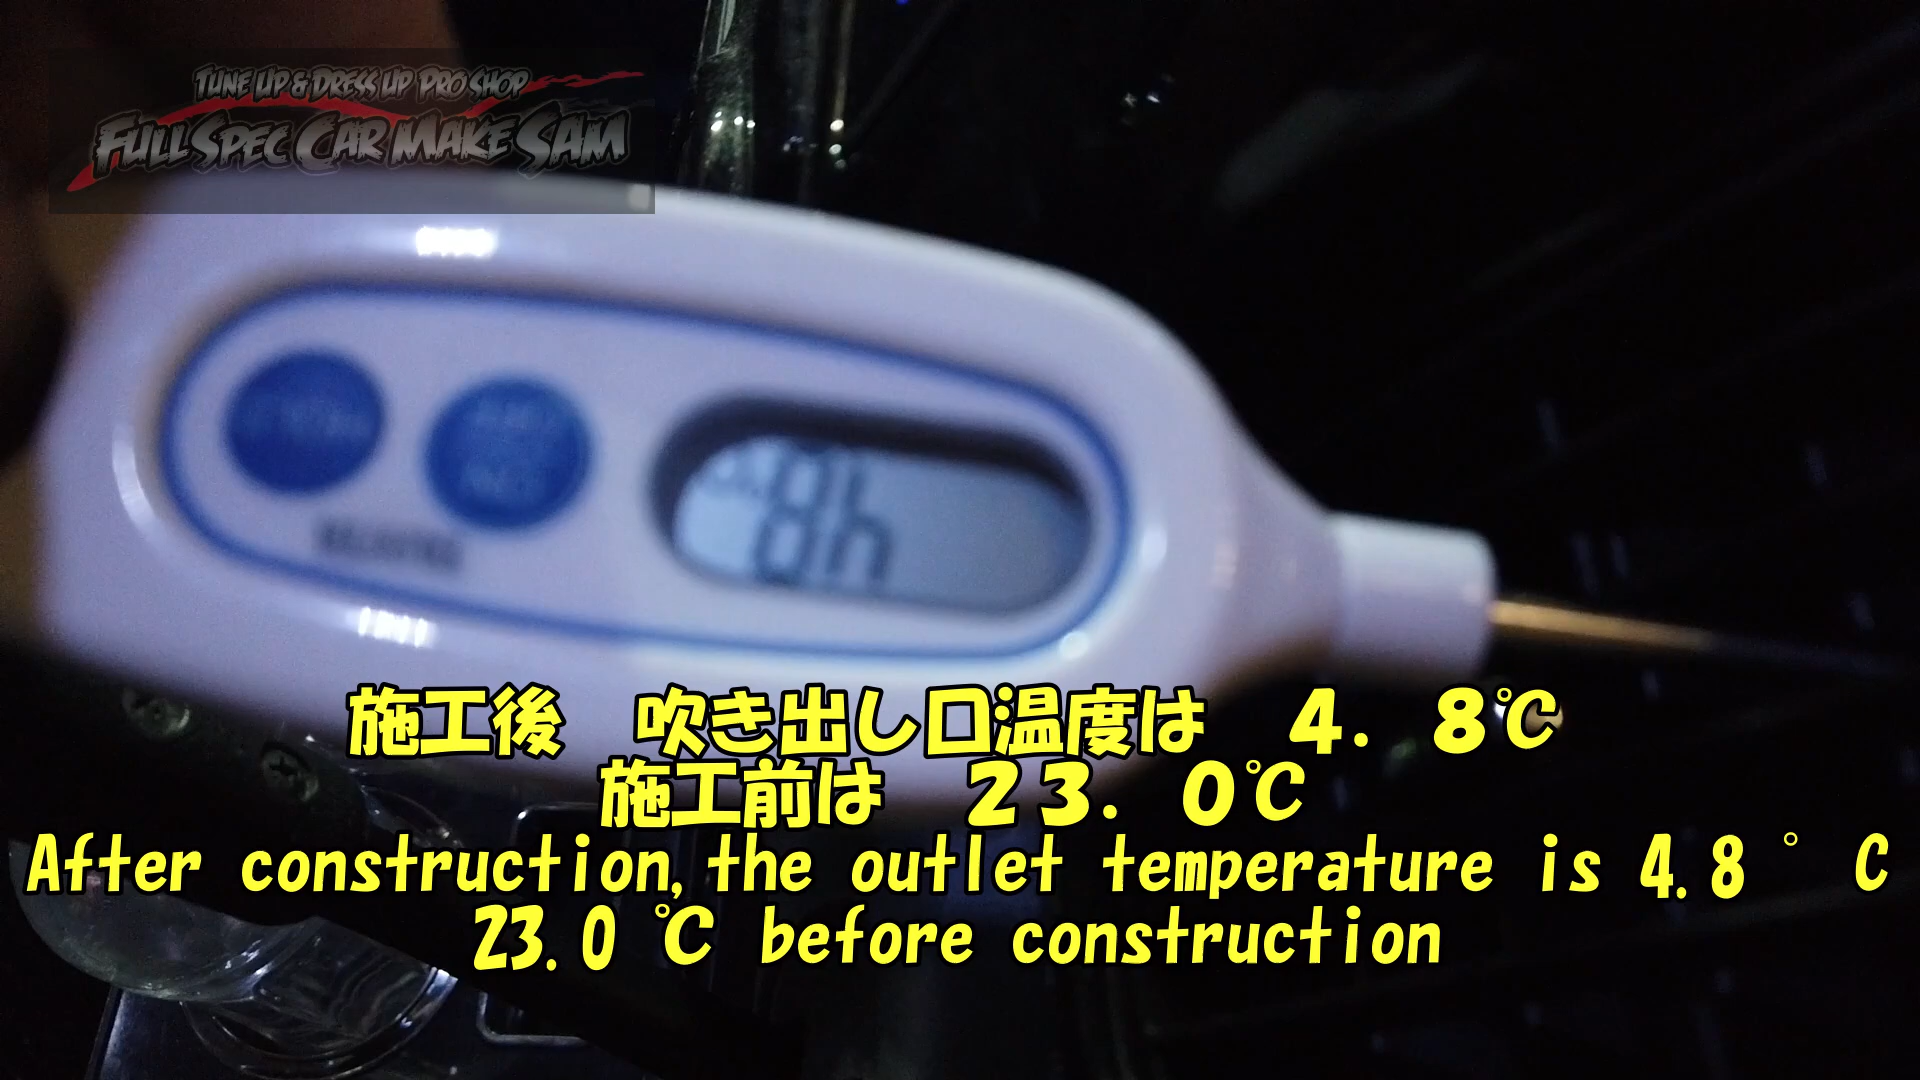 TUNE UP & DRESS UP PRO SHOP
FULL SPEC CAR MAKE SAM
施工後　吹き出し口温度は　４．８℃
施工前は　２３．０℃
After construction,the outlet temperature is 4.8 ° C
23.0 ℃ before construction